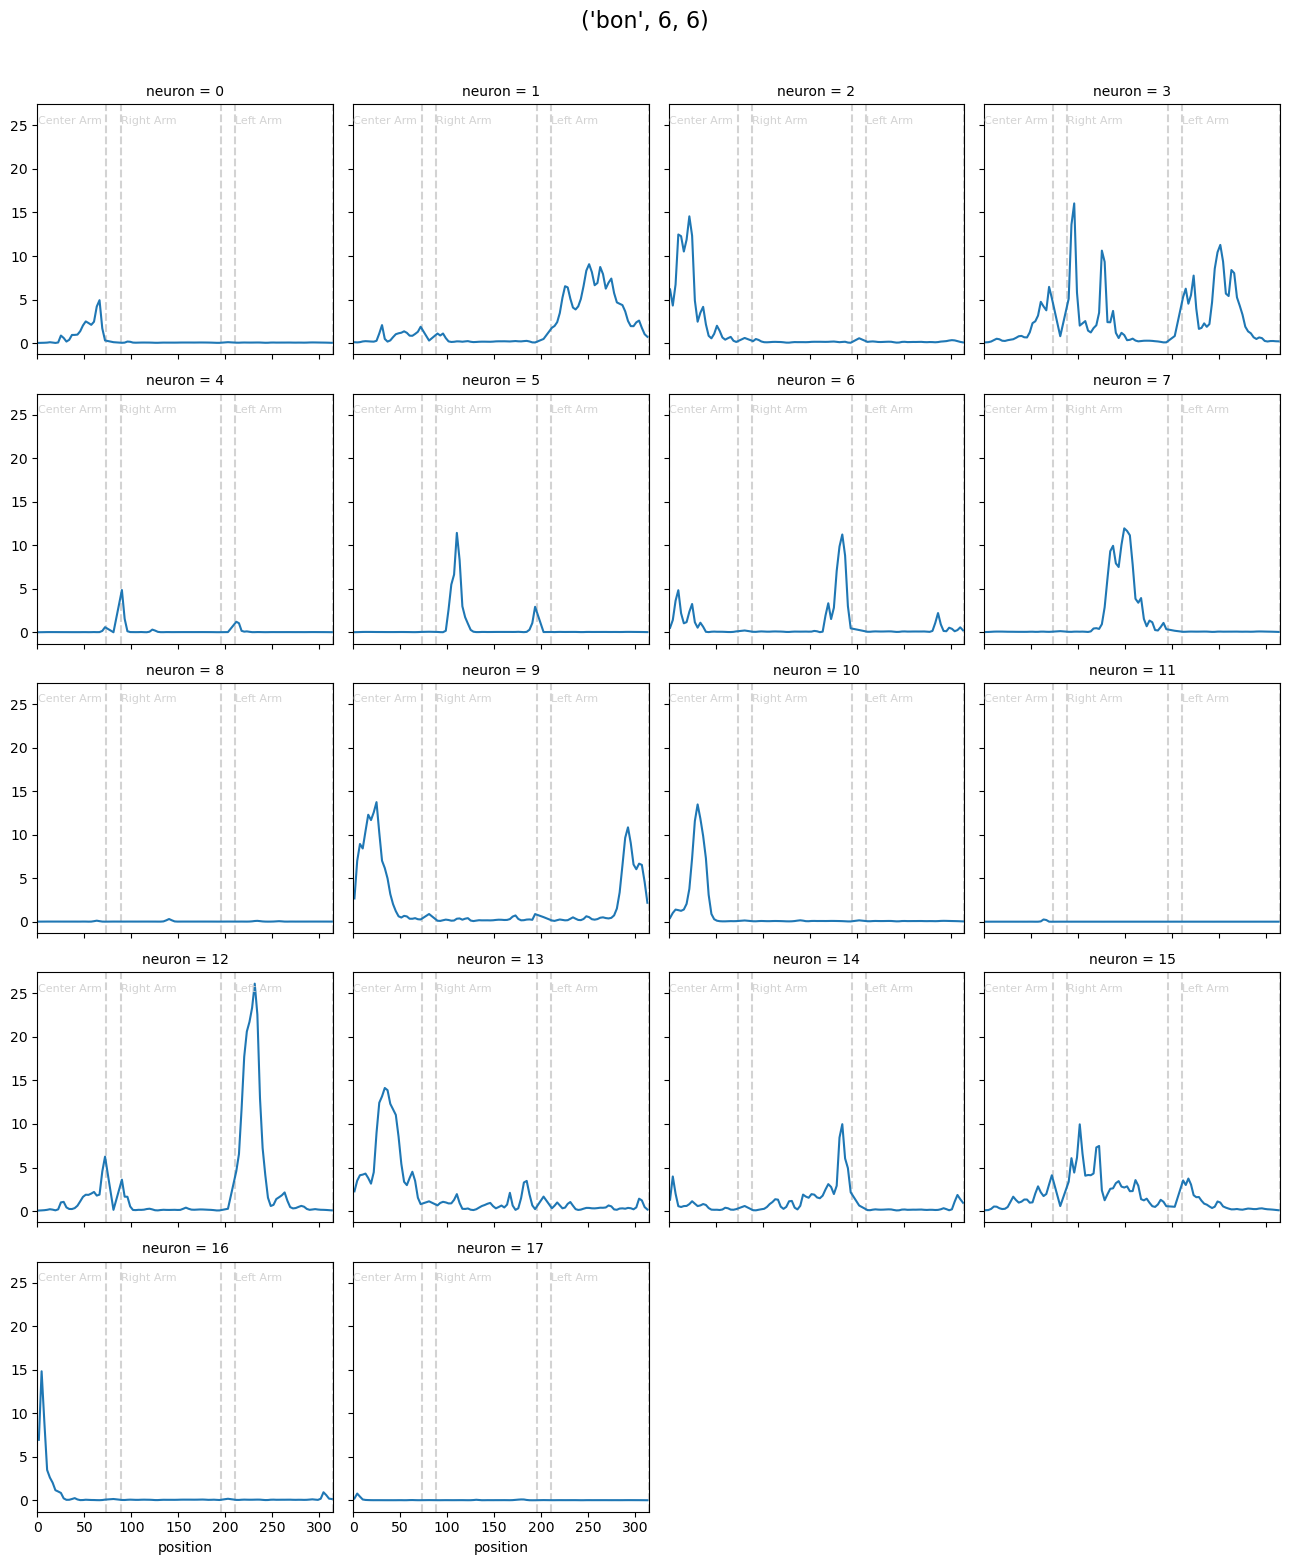 ('bon', 6, 6)
neuron = 0
neuron = 1
neuron = 2
neuron = 3
25
20
15
10
5
0
Center Arm
Right Arm
Left Arm
Center Arm
Right Arm
Left Arm
Center Arm
Right Arm
Left Arm
Center Arm
Right Arm
Left Arm
neuron = 4
neuron = 5
neuron = 6
neuron = 7
25
20
15
10
5
0
Center Arm
Right Arm
Left Arm
Center Arm
Right Arm
Left Arm
Center Arm
Right Arm
Left Arm
Center Arm
Right Arm
Left Arm
neuron = 8
neuron = 9
neuron = 10
neuron = 11
25
20
15
10
5
0
Center Arm
Right Arm
Left Arm
Center Arm
Right Arm
Left Arm
Center Arm
Right Arm
Left Arm
Center Arm
Right Arm
Left Arm
neuron = 12
neuron = 13
neuron = 14
neuron = 15
25
20
15
10
5
0
Center Arm
Right Arm
Left Arm
Center Arm
Right Arm
Left Arm
Center Arm
Right Arm
Left Arm
Center Arm
Right Arm
Left Arm
neuron = 16
neuron = 17
25
20
15
10
5
0
Center Arm
Right Arm
Left Arm
Center Arm
Right Arm
Left Arm
0 50 100 150 200 250 300
position
0 50 100 150 200 250 300
position